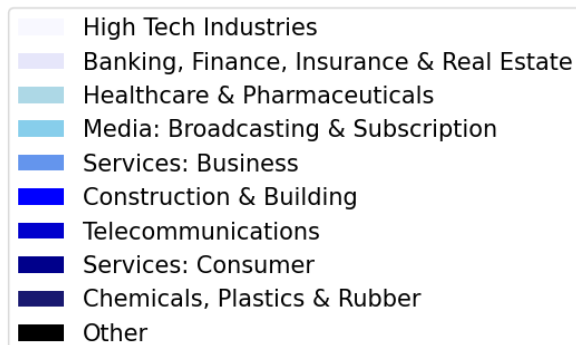 High Tech Industries
Banking, Finance, Insurance & Real Estate
Healthcare & Pharmaceuticals
Media: Broadcasting & Subscription
Services: Business
Construction & Building
Telecommunications
Services: Consumer
Chemicals, Plastics & Rubber
Other